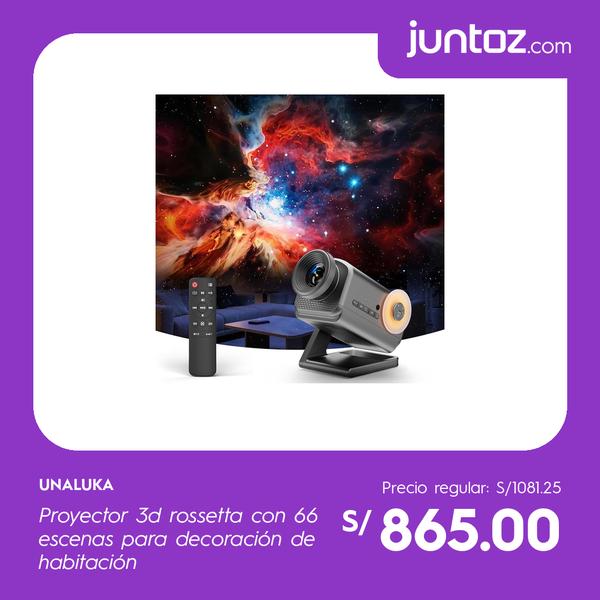 juntoz.com
UNALUKA
Proyector 3d rossetta con 66
escenas para decoración de
habitación
Precio regular: S/1081.25
S/ 865.00